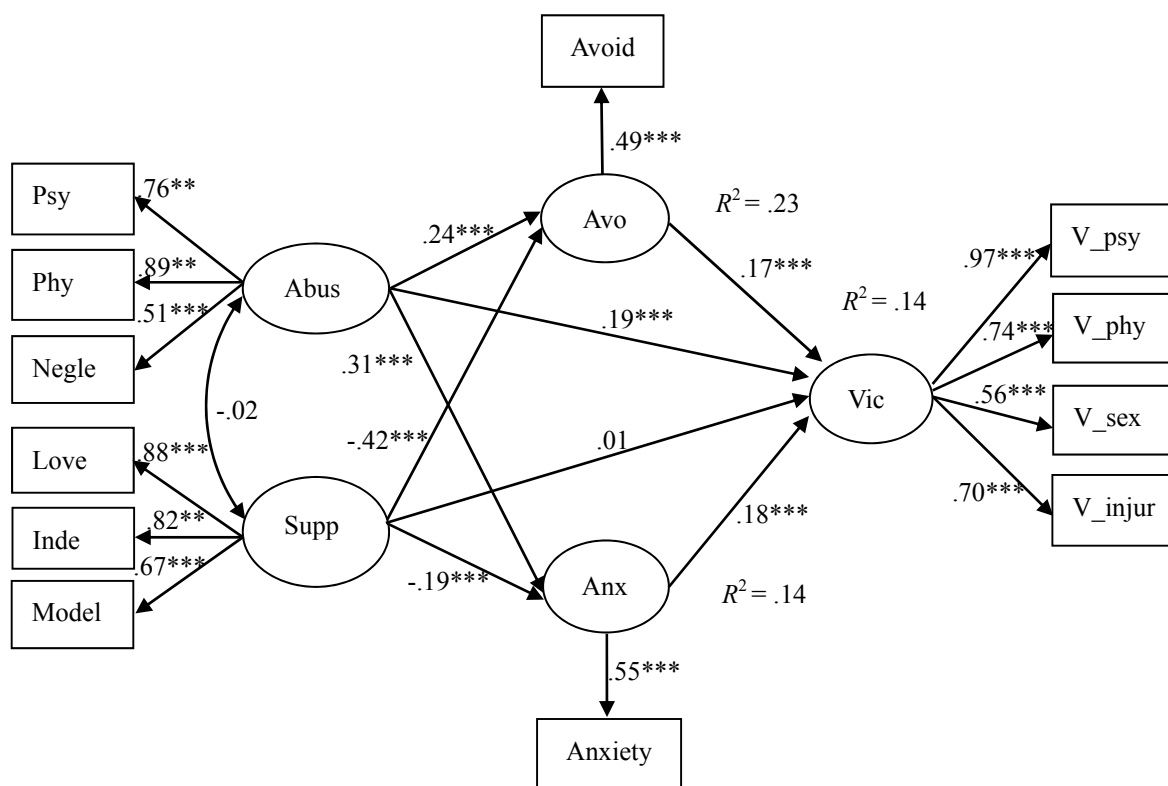 Avoid
.49***
Psy
.76**
Avo
R² = .23
V_psy
.97***
.24***
Phy
.89**
Abus
.17***
R² = .14
V_phy
.74***
.51***
.19***
Negle
.31***
Vic
.56***
V_sex
-.02
-.42***
.01
Love
.88***
.70***
V_injur
Supp
.18***
Inde
.82**
.67***
-.19***
Anx
R² = .14
Model
.55***
Anxiety